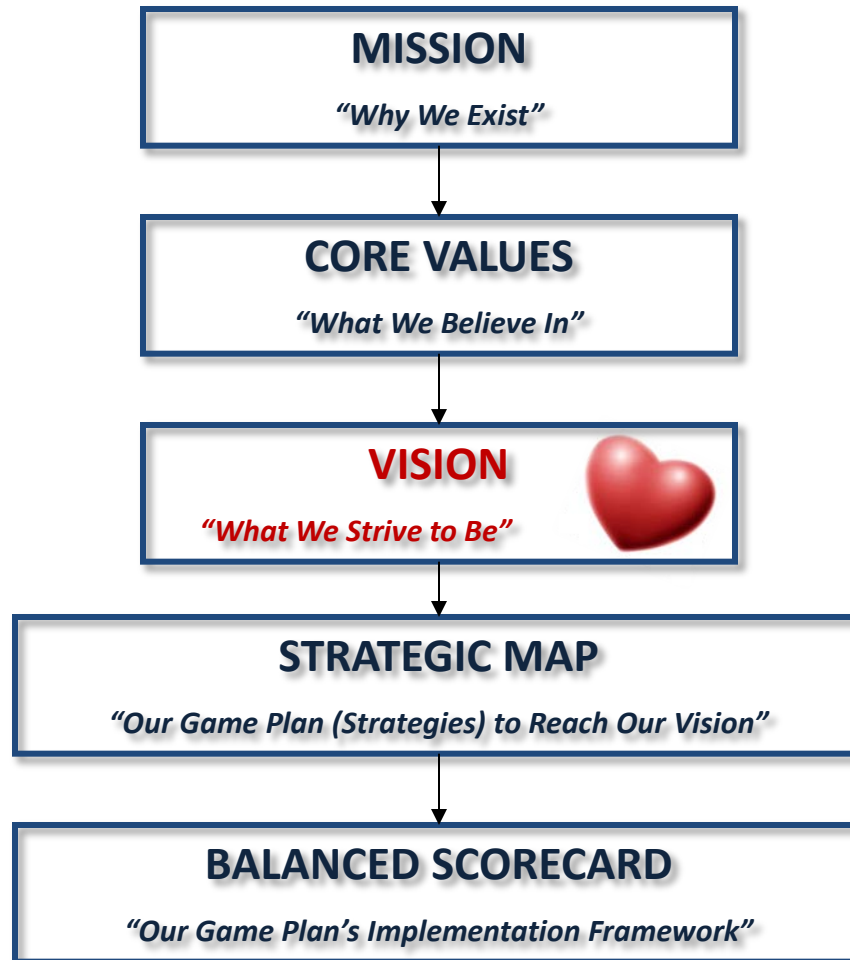 MISSION
“Why We Exist”
CORE VALUES
“What We Believe In”
VISION
“What We Strive to Be”
STRATEGIC MAP
“Our Game Plan (Strategies) to Reach Our Vision”
BALANCED SCORECARD
“Our Game Plan’s Implementation Framework”